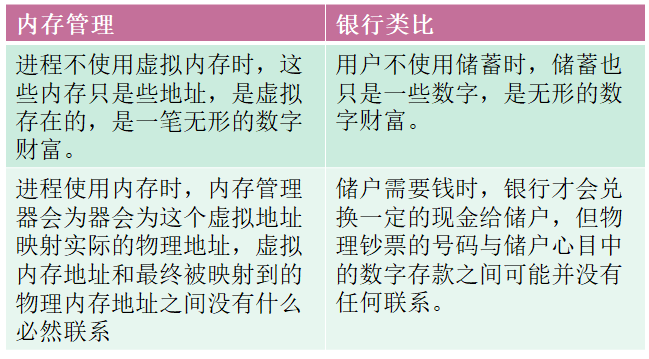 内存管理
银行类比
进程不使用虚拟内存时，这
些内存只是些地址，是虚拟
存在的，是一笔无形的数字
财富。
用户不使用储蓄时，储蓄也
只是一些数字，是无形的数
字财富。
进程使用内存时，内存管理
器会为器会为这个虚拟地址
映射实际的物理地址，虚拟
内存地址和最终被映射到的
物理内存地址之间没有什么
必然联系
储户需要钱时，银行才会兑
换一定的现金给储户，但物
理钞票的号码与储户心目中
的数字存款之间可能并没有
任何联系。